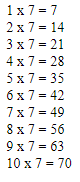 1 x 7 = 7
2 x 7 = 14
3 x 7 = 21
4 x 7 = 28
5 x 7 = 35
6 x 7 = 42
7 x 7 = 49
8 x 7 = 56
9 x 7 = 63
10 x 7 = 70